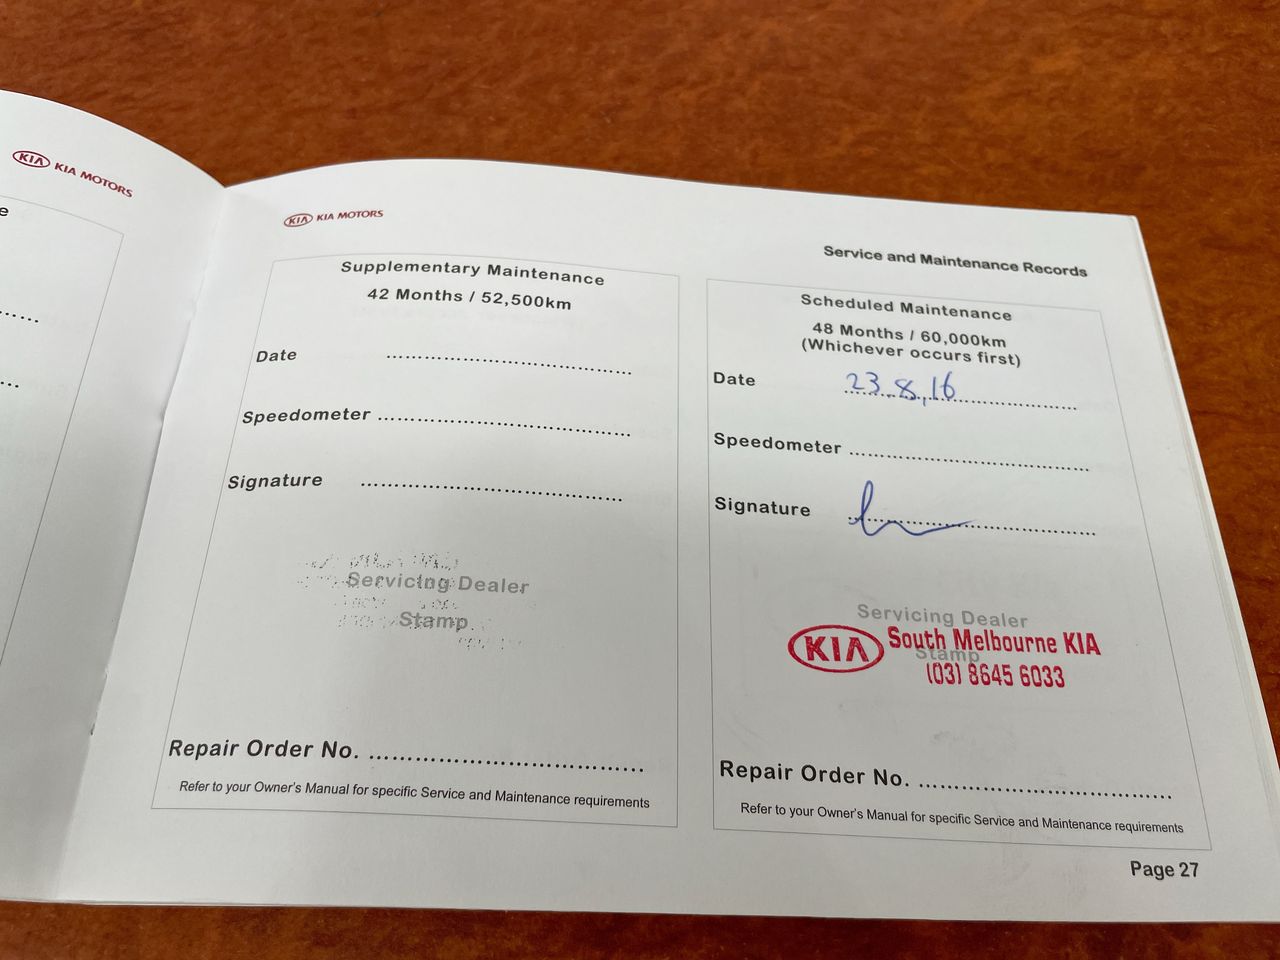 KIA KIA MOTORS
e
KIA KIA MOTORS
Supplementary Maintenance
42 Months / 52,500km
Date ........................................
Speedometer ........................................
Signature ........................................
Servicing Dealer
Stamp
Repair Order No. ........................................
Refer to your Owner's Manual for specific Service and Maintenance requirements
Service and Maintenance Records
Scheduled Maintenance
48 Months / 60,000km
(Whichever occurs first)
Date 23.8.16
Speedometer ........................................
Signature ........................................
Servicing Dealer
Stamp
KIA South Melbourne KIA
(03) 8645 6033
Repair Order No. ........................................
Refer to your Owner's Manual for specific Service and Maintenance requirements
Page 27